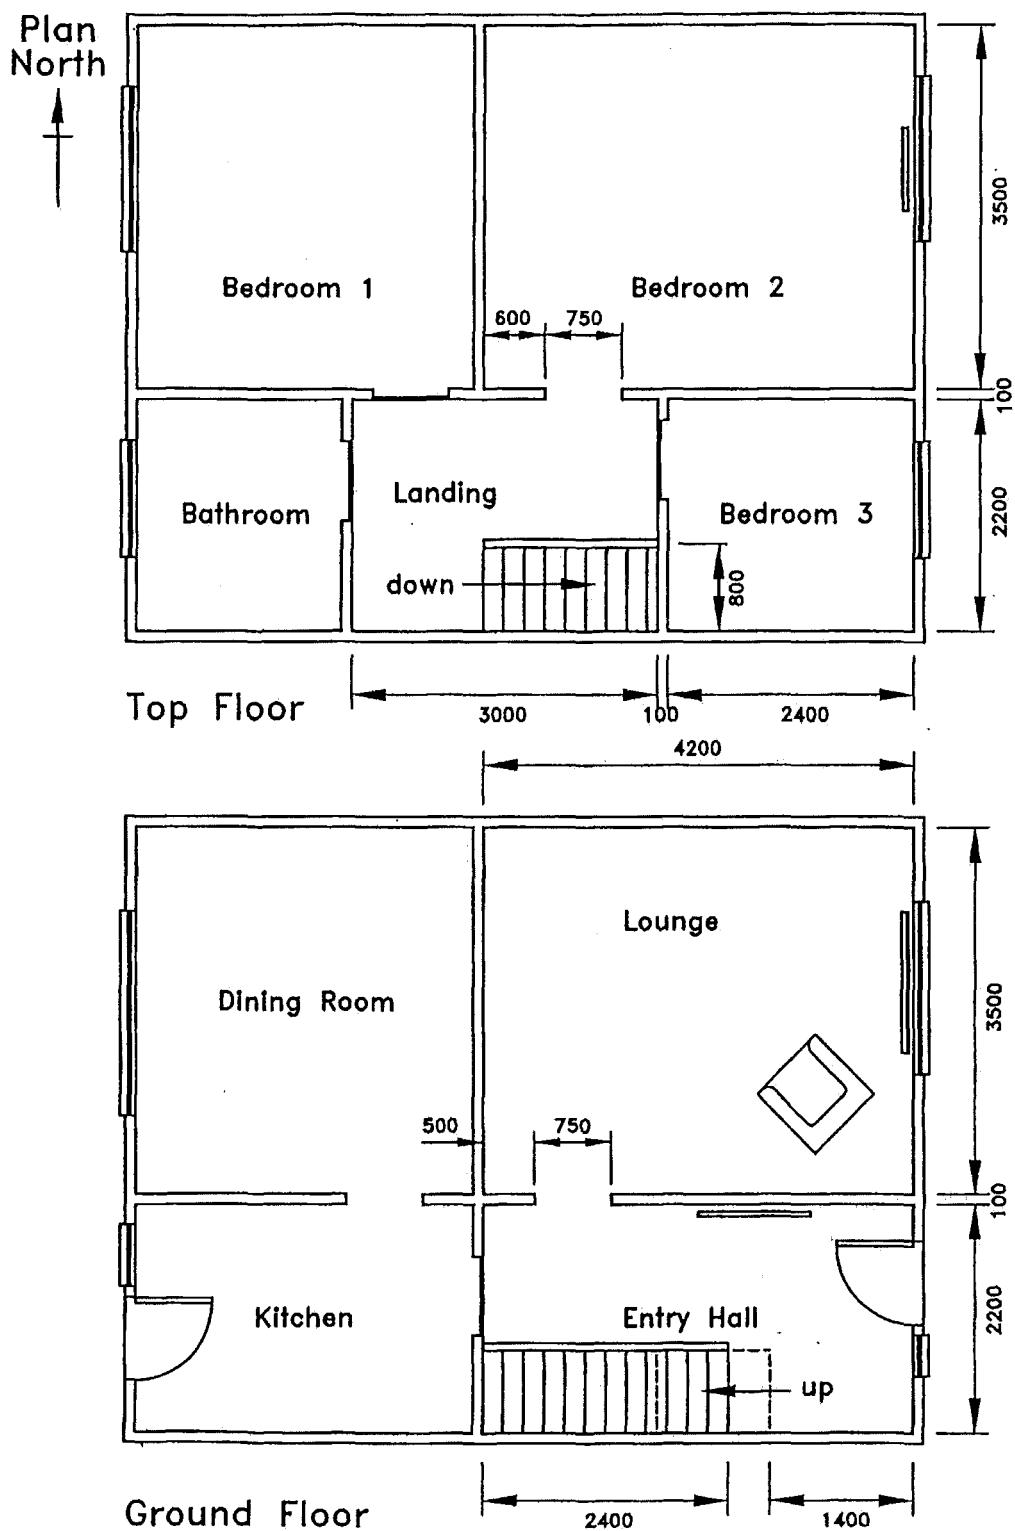 Plan
North
3500
Bedroom 1
Bedroom 2
600
750
100
Landing
Bathroom
Bedroom 3
2200
down
800
Top Floor
3000
100
2400
4200
Lounge
Dining Room
3500
500
750
100
Kitchen
Entry Hall
2200
up
Ground Floor
2400
1400